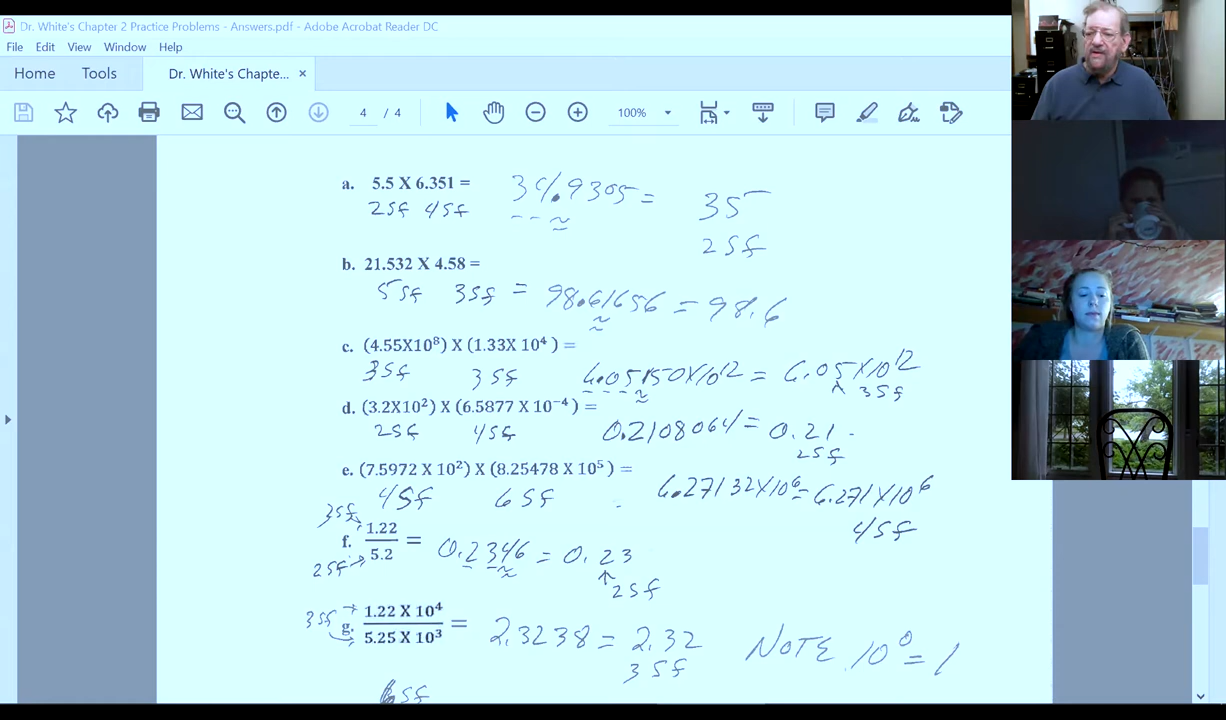 Dr. White's Chapter 2 Practice Problems - Answers.pdf - Adobe Acrobat Reader DC
File Edit View Window Help
Home Tools Dr. White's Chapte... ×
4 / 4 100%
a. 5.5 X 6.351 = 34.9305 = 35
2sf 4sf 2sf
b. 21.532 X 4.58 =
5sf 3sf = 98.61656 = 98.6
c. (4.55X10⁸) X (1.33X 10⁴ ) =
3sf 3sf 6.05150X10¹² = 6.05X10¹²
3sf
d. (3.2X10²) X (6.5877 X 10⁻⁴ ) =
2sf 4sf 0.2108064 = 0.21
2sf
e. (7.5972 X 10²) X (8.25478 X 10⁵ ) =
4sf 6sf 6.27132X10⁶ = 6.271X10⁶
4sf
3sf
f. 1.22
5.2 = 0.2346 = 0.23
2sf 2sf
3sf g. 1.22 X 10⁴
5.25 X 10³ = 2.3238 = 2.32 NOTE 10⁰ = 1
3sf
6sf